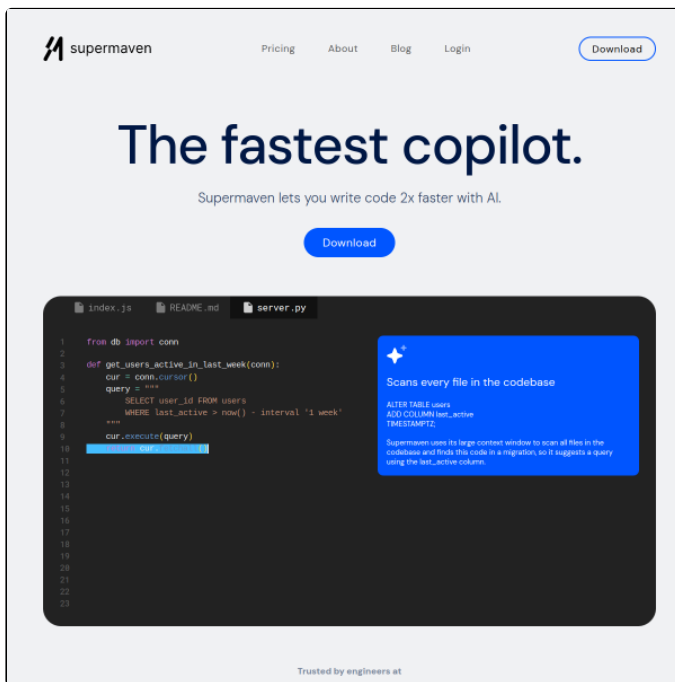 supermaven
Pricing About Blog Login
Download
The fastest copilot.
Supermaven lets you write code 2x faster with AI.
Download
index.js README.md server.py
1 from db import conn
2
3 def get_users_active_in_last_week(conn):
4 cur = conn.cursor()
5 query = """
6 SELECT user_id FROM users
7 WHERE last_active > now() - interval '1 week'
8 """
9 cur.execute(query)
10 cur. ()
11
12
13
14
15
16
17
18
19
20
21
22
23
Scans every file in the codebase
ALTER TABLE users
ADD COLUMN last_active
TIMESTAMPTZ;
Supermaven uses its large context window to scan all files in the
codebase and finds this code in a migration, so it suggests a query
using the last_active column.
Trusted by engineers at